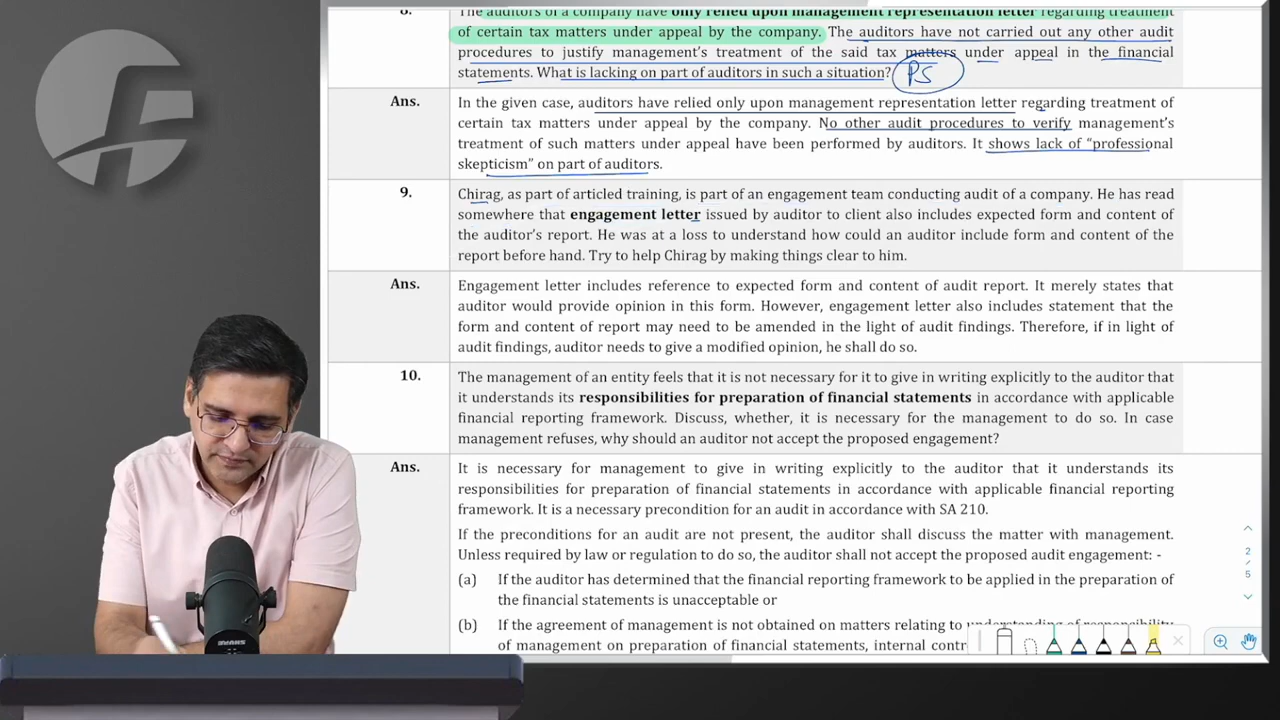 8.
The auditors of a company have only relied upon management representation letter regarding treatment
of certain tax matters under appeal by the company. The auditors have not carried out any other audit
procedures to justify management's treatment of the said tax matters under appeal in the financial
statements. What is lacking on part of auditors in such a situation? PS
Ans.
In the given case, auditors have relied only upon management representation letter regarding treatment of
certain tax matters under appeal by the company. No other audit procedures to verify management's
treatment of such matters under appeal have been performed by auditors. It shows lack of "professional
skepticism" on part of auditors.
9.
Chirag, as part of articled training, is part of an engagement team conducting audit of a company. He has read
somewhere that engagement letter issued by auditor to client also includes expected form and content of
the auditor's report. He was at a loss to understand how could an auditor include form and content of the
report before hand. Try to help Chirag by making things clear to him.
Ans.
Engagement letter includes reference to expected form and content of audit report. It merely states that
auditor would provide opinion in this form. However, engagement letter also includes statement that the
form and content of report may need to be amended in the light of audit findings. Therefore, if in light of
audit findings, auditor needs to give a modified opinion, he shall do so.
10.
The management of an entity feels that it is not necessary for it to give in writing explicitly to the auditor that
it understands its responsibilities for preparation of financial statements in accordance with applicable
financial reporting framework. Discuss, whether, it is necessary for the management to do so. In case
management refuses, why should an auditor not accept the proposed engagement?
Ans.
It is necessary for management to give in writing explicitly to the auditor that it understands its
responsibilities for preparation of financial statements in accordance with applicable financial reporting
framework. It is a necessary precondition for an audit in accordance with SA 210.
If the preconditions for an audit are not present, the auditor shall discuss the matter with management.
Unless required by law or regulation to do so, the auditor shall not accept the proposed audit engagement: -
(a) If the auditor has determined that the financial reporting framework to be applied in the preparation of
the financial statements is unacceptable or
(b) If the agreement of management is not obtained on matters relating to understanding of responsibility
of management on preparation of financial statements, internal contr
2
/
5
SHURE